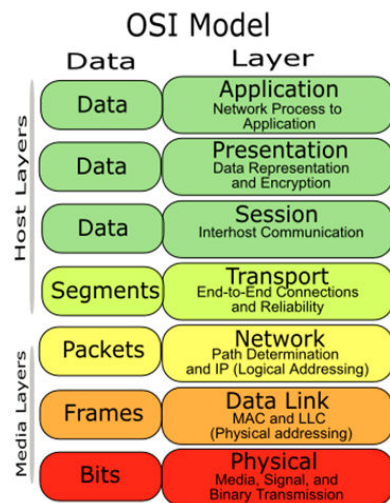 OSI Model
Data Layer
Host Layers
Data
Application
Network Process to
Application
Data
Presentation
Data Representation
and Encryption
Data
Session
Interhost Communication
Segments
Transport
End-to-End Connections
and Reliability
Media Layers
Packets
Network
Path Determination
and IP (Logical Addressing)
Frames
Data Link
MAC and LLC
(Physical addressing)
Bits
Physical
Media, Signal, and
Binary Transmission